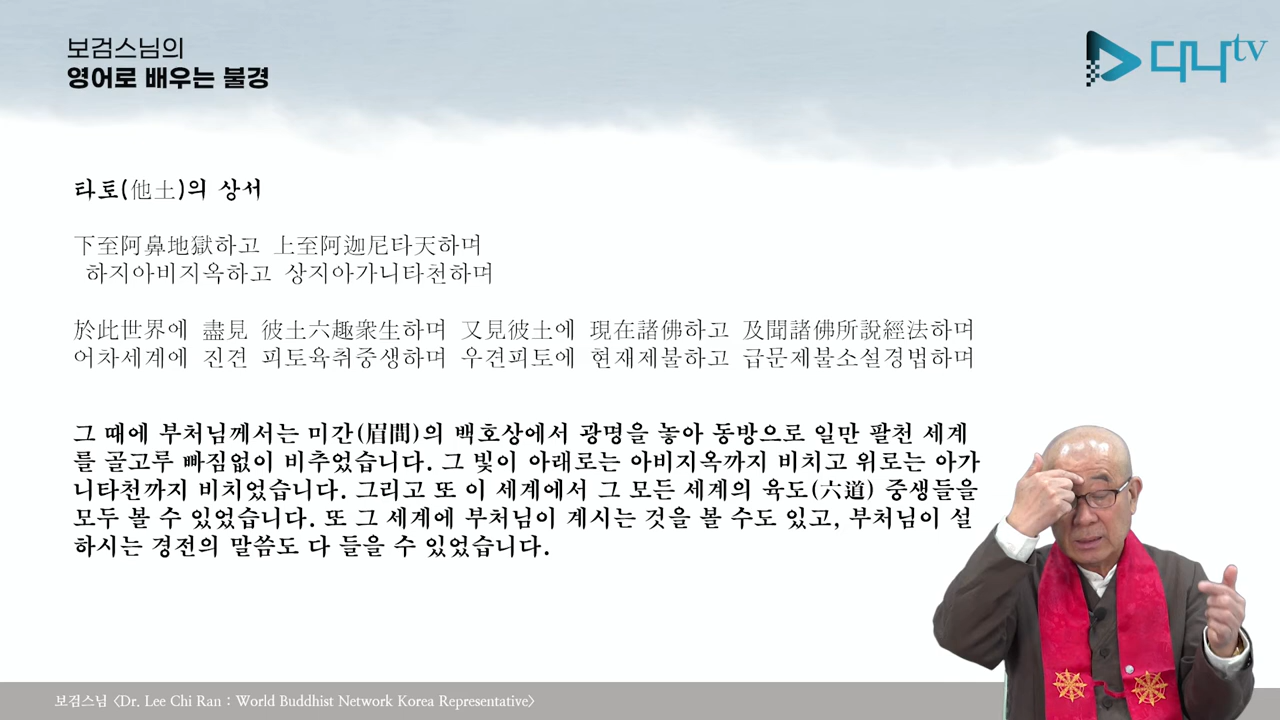 보검스님의
영어로 배우는 불경
디나tv
타토(他土)의 상서
下至阿鼻地獄하고 上至阿迦尼타天하며
하지아비지옥하고 상지아가니타천하며
於此世界에 盡見 彼土六趣衆生하며 又見彼土에 現在諸佛하고 及聞諸佛所說經法하며
어차세계에 진견 피토육취중생하며 우견피토에 현재제불하고 급문제불소설경법하며
그 때에 부처님께서는 미간(眉間)의 백호상에서 광명을 놓아 동방으로 일만 팔천 세계
를 골고루 빠짐없이 비추었습니다. 그 빛이 아래로는 아비지옥까지 비치고 위로는 아가
니타천까지 비치었습니다. 그리고 또 이 세계에서 그 모든 세계의 육도(六道) 중생들을
모두 볼 수 있었습니다. 또 그 세계에 부처님이 계시는 것을 볼 수도 있고, 부처님이 설
하시는 경전의 말씀도 다 들을 수 있었습니다.
보검스님 <Dr. Lee Chi Ran : World Buddhist Network Korea Representative>